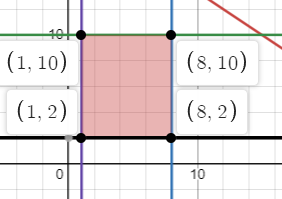 10
(1, 10) (8, 10)
(1, 2) (8, 2)
0 10